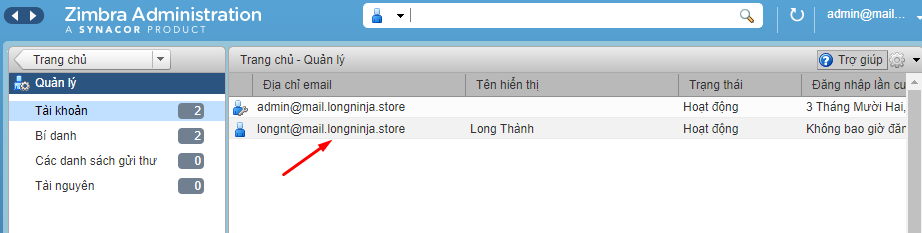 Zimbra Administration
A SYNACOR PRODUCT
admin@mail...
Trang chủ
Trang chủ - Quản lý
Trợ giúp
Quản lý
Địa chỉ email Tên hiển thị Trạng thái Đăng nhập lần cu
Tài khoản 2
admin@mail.longninja.store Hoạt động 3 Tháng Mười Hai,
Bí danh 2
longnt@mail.longninja.store Long Thành Hoạt động Không bao giờ đăn
Các danh sách gửi thư 0
Tài nguyên 0